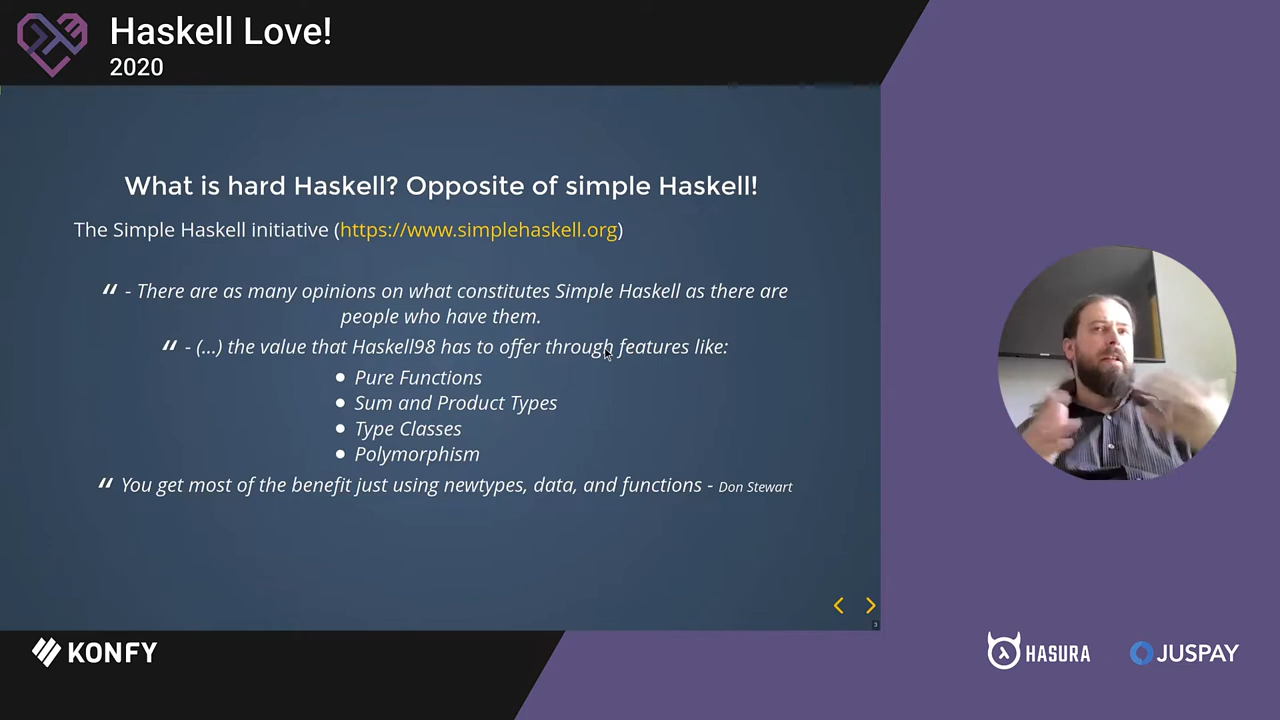 Haskell Love!
2020
What is hard Haskell? Opposite of simple Haskell!
The Simple Haskell initiative (https://www.simplehaskell.org)
“ - There are as many opinions on what constitutes Simple Haskell as there are
people who have them.
“ - (...) the value that Haskell98 has to offer through features like:
• Pure Functions
• Sum and Product Types
• Type Classes
• Polymorphism
“ You get most of the benefit just using newtypes, data, and functions - Don Stewart
3
KONFY
HASURA
JUSPAY